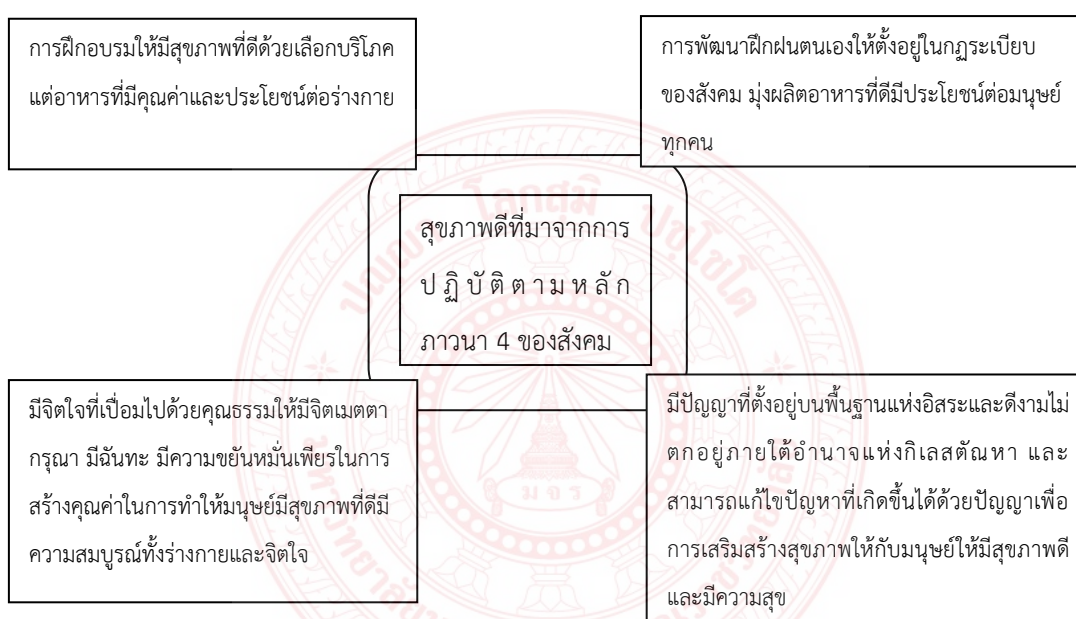 การฝึกอบรมให้มีสุขภาพที่ดีด้วยเลือกบริโภค
แต่อาหารที่มีคุณค่าและประโยชน์ต่อร่างกาย
การพัฒนาฝึกฝนตนเองให้ตั้งอยู่ในกฎระเบียบ
ของสังคม มุ่งผลิตอาหารที่ดีมีประโยชน์ต่อมนุษย์
ทุกคน
สุขภาพดีที่มาจากการ
ปฏิบัติตามหลัก
ภาวนา 4 ของสังคม
มีจิตใจที่เปื่อมไปด้วยคุณธรรมให้มีจิตเมตตา
กรุณา มีฉันทะ มีความขยันหมั่นเพียรในการ
สร้างคุณค่าในการทำให้มนุษย์มีสุขภาพที่ดีมี
ความสมบูรณ์ทั้งร่างกายและจิตใจ
มีปัญญาที่ตั้งอยู่บนพื้นฐานแห่งอิสระและดีงามไม่
ตกอยู่ภายใต้อำนาจแห่งกิเลสตัณหา และ
สามารถแก้ไขปัญหาที่เกิดขึ้นได้ด้วยปัญญาเพื่อ
การเสริมสร้างสุขภาพให้กับมนุษย์ให้มีสุขภาพดี
และมีความสุข
ปญฺญา โลกสฺมิ ปชฺโชโต
ม จ ร